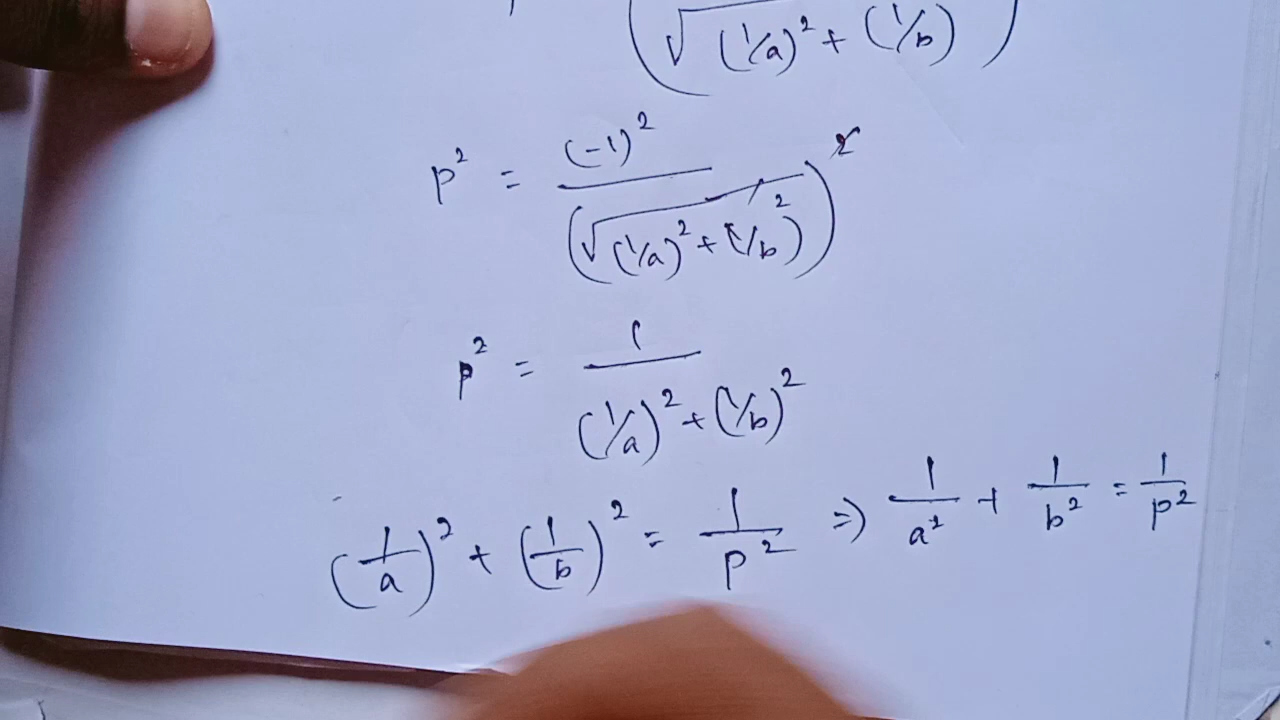 (√(1/a)² + (1/b))
p² = (-1)² / (√(1/a)² + (1/b)²)²
p² = 1 / (1/a)² + (1/b)²
(1/a)² + (1/b)² = 1/p² ⇒ 1/a² + 1/b² = 1/p²